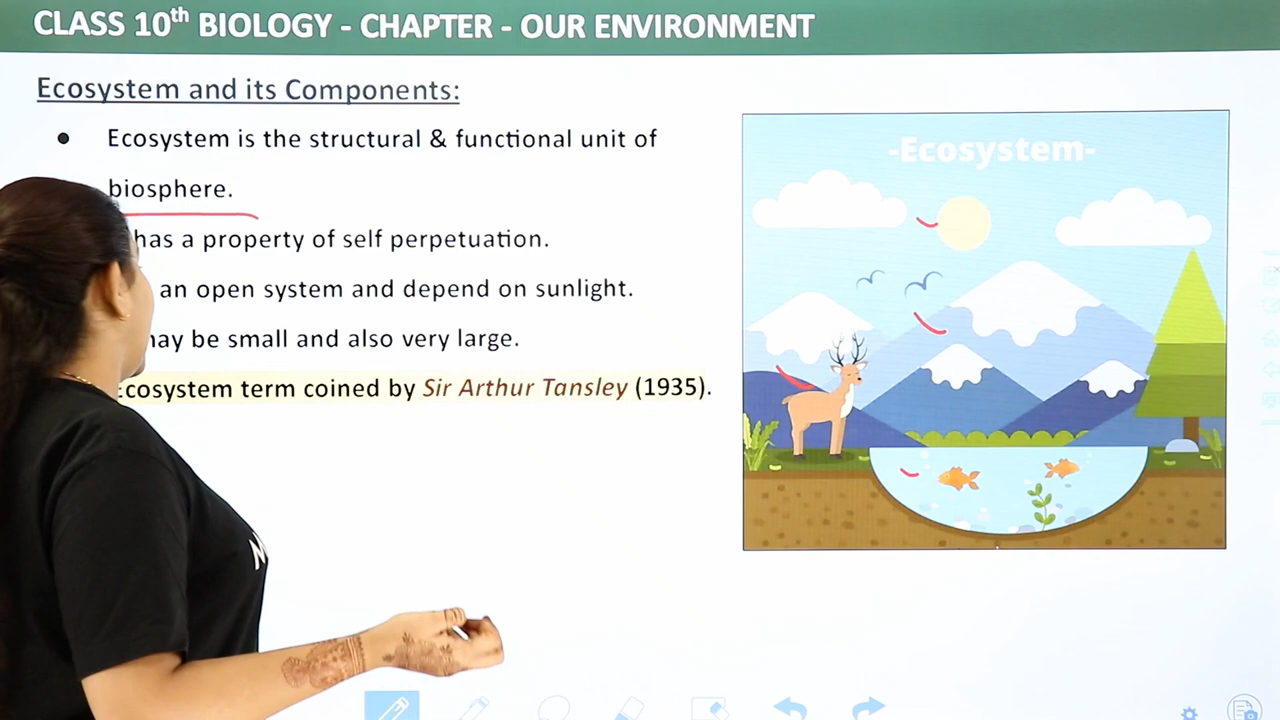 CLASS 10th BIOLOGY - CHAPTER - OUR ENVIRONMENT
Ecosystem and its Components:
● Ecosystem is the structural & functional unit of
biosphere.
has a property of self perpetuation.
an open system and depend on sunlight.
may be small and also very large.
Ecosystem term coined by Sir Arthur Tansley (1935).
-Ecosystem-